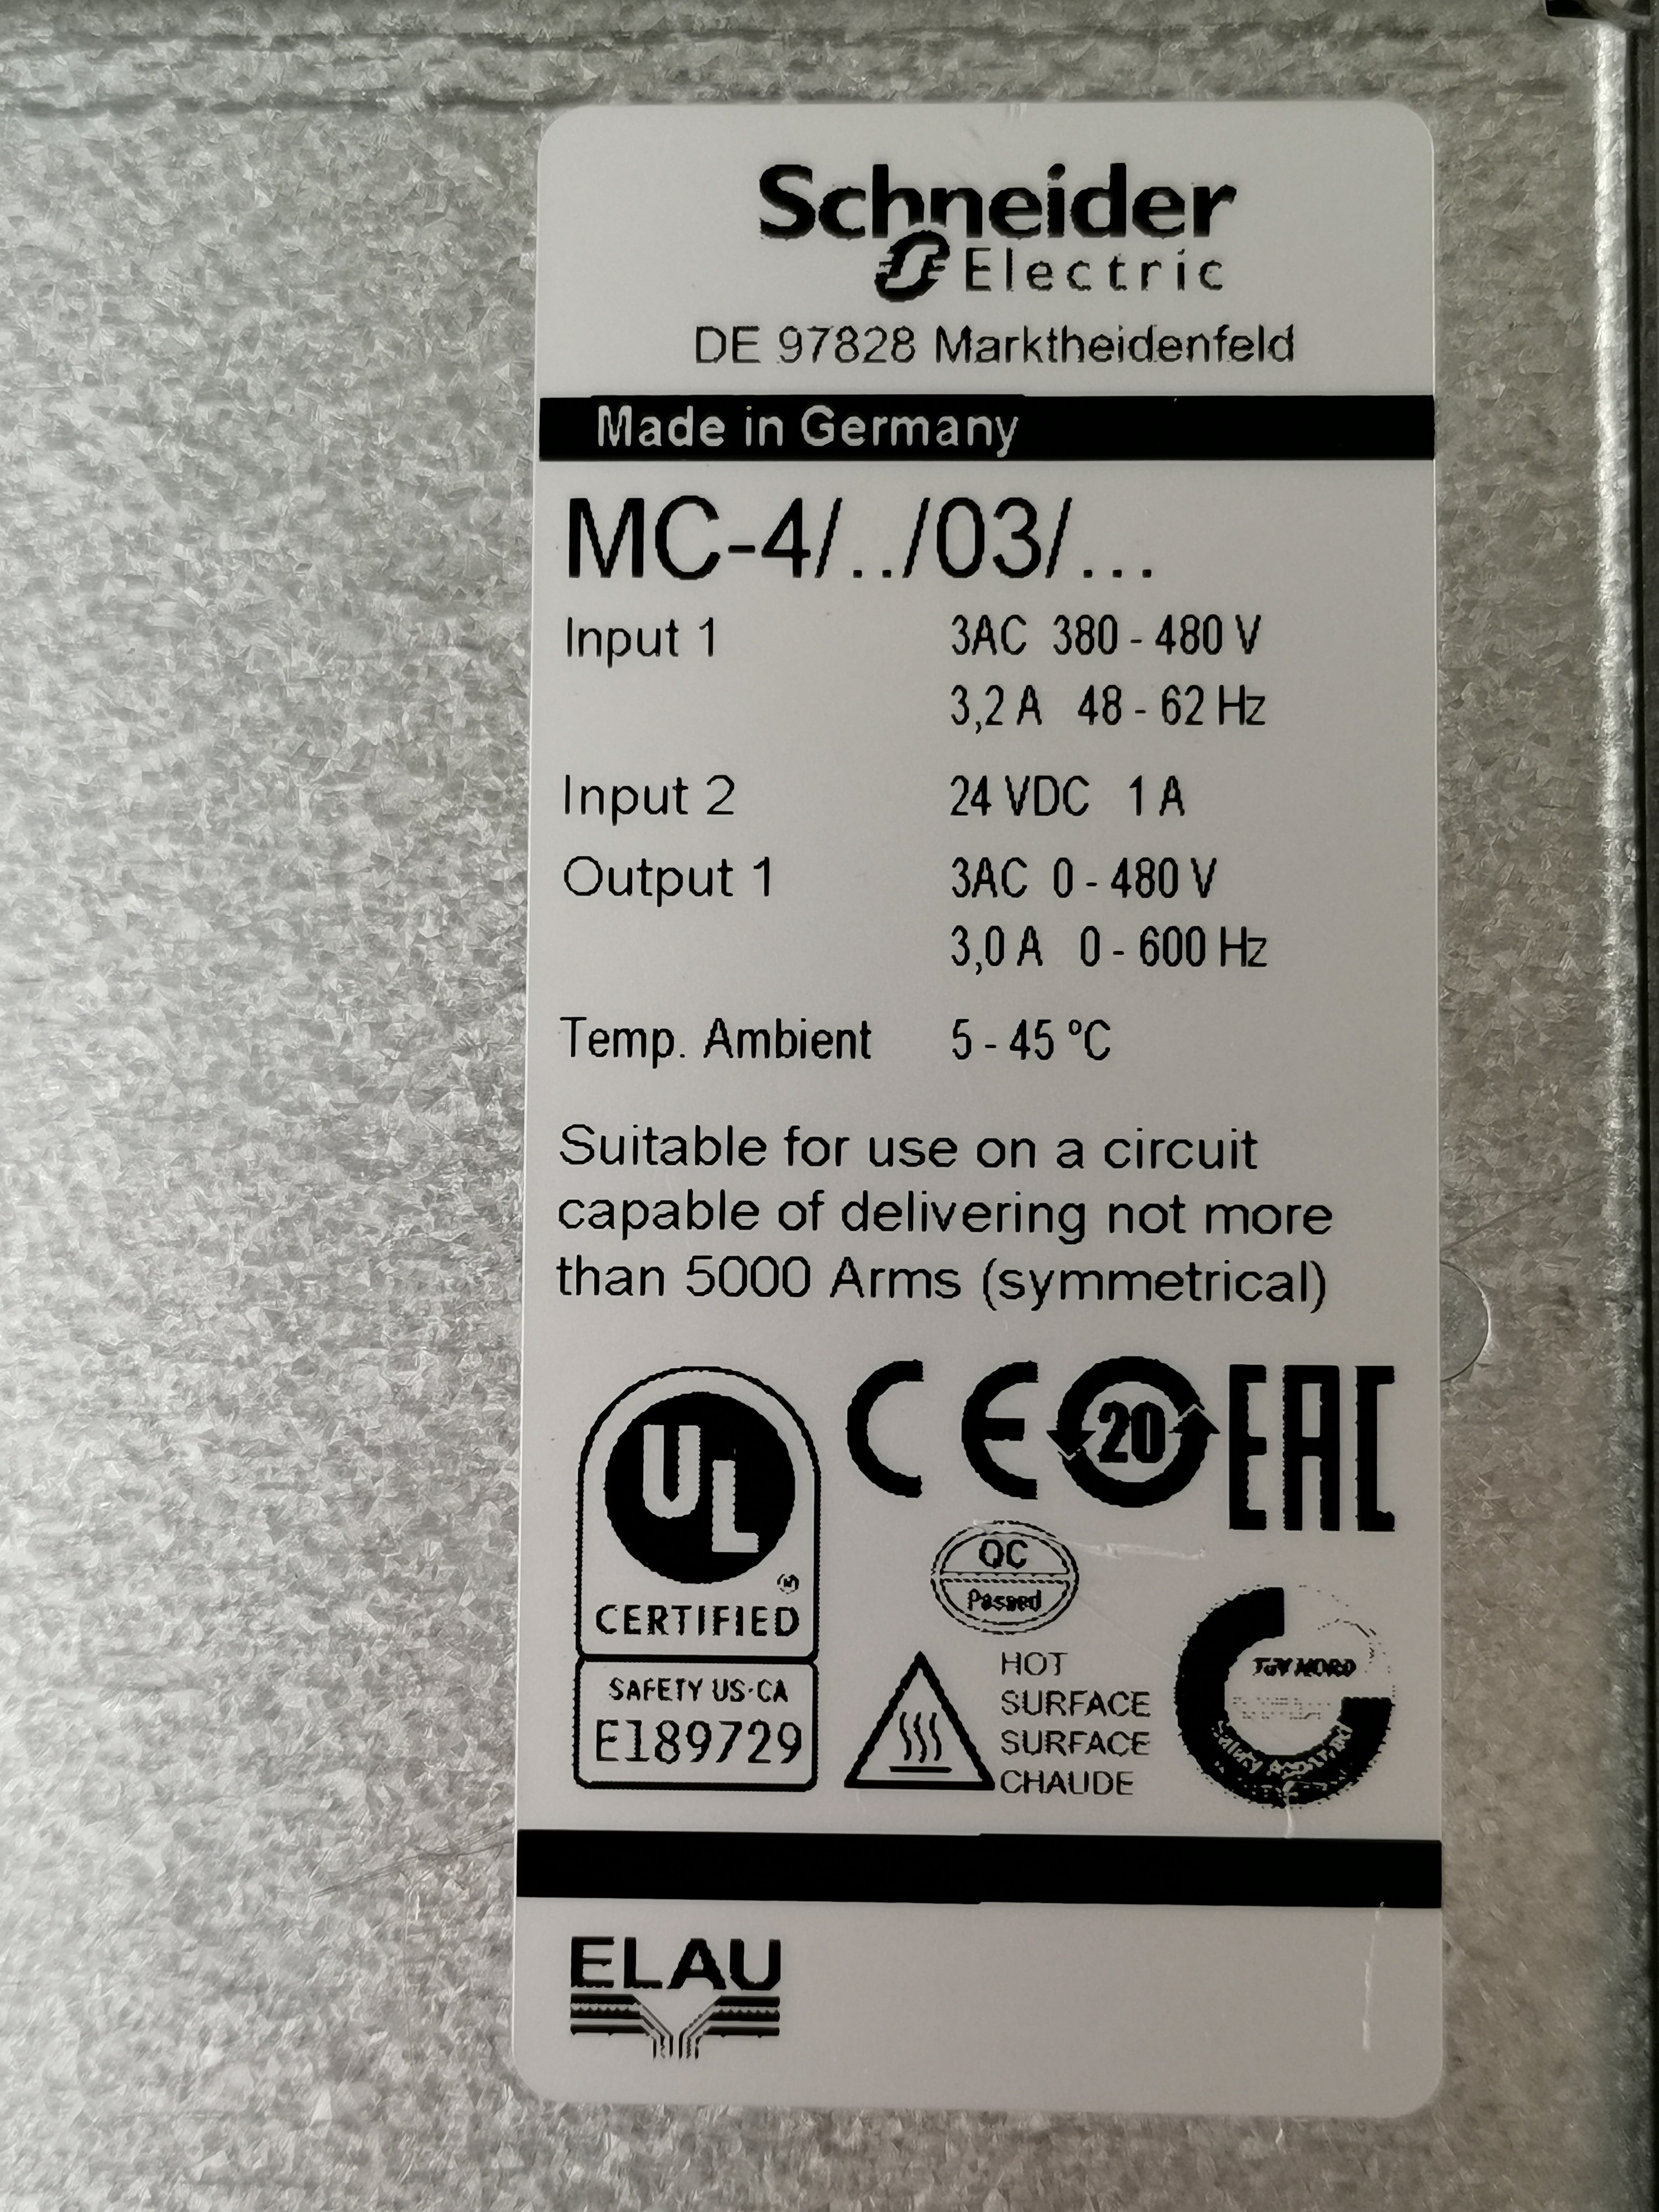 Schneider
Electric
DE 97828 Marktheidenfeld
Made in Germany
MC-4/../03/...
Input 1 3AC 380 - 480 V
3,2 A 48 - 62 Hz
Input 2 24 VDC 1 A
Output 1 3AC 0 - 480 V
3,0 A 0 - 600 Hz
Temp. Ambient 5 - 45 °C
Suitable for use on a circuit
capable of delivering not more
than 5000 Arms (symmetrical)
UL
®
CERTIFIED
SAFETY US·CA
E189729
CE 20 EAC
QC
Passed
HOT
SURFACE
SURFACE
CHAUDE
TÜV NORD
ELAU